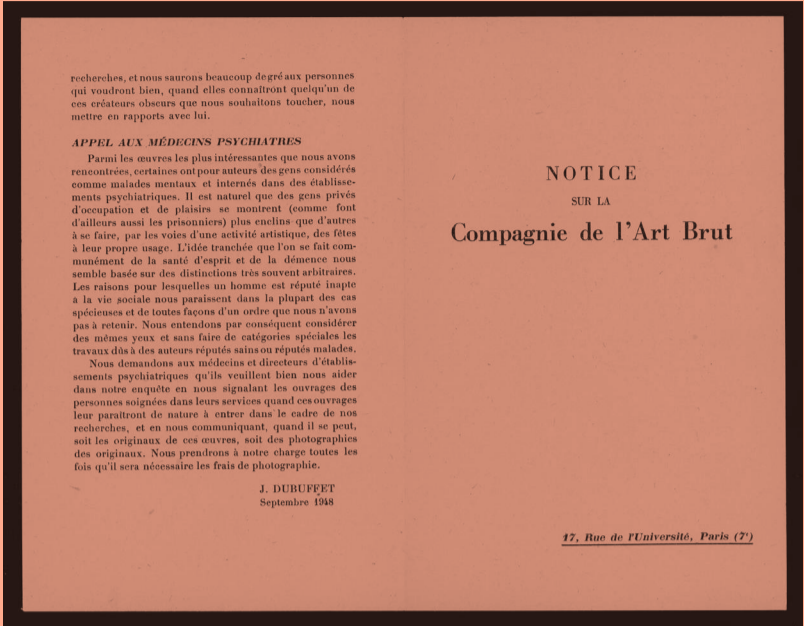 recherches, et nous saurons beaucoup de gré aux personnes
qui voudront bien, quand elles connaîtront quelqu'un de
ces créateurs obscurs que nous souhaitons toucher, nous
mettre en rapports avec lui.
APPEL AUX MÉDECINS PSYCHIATRES
Parmi les œuvres les plus intéressantes que nous avons
rencontrées, certaines ont pour auteurs des gens considérés
comme malades mentaux et internés dans des établisse-
ments psychiatriques. Il est naturel que des gens privés
d'occupation et de plaisirs se montrent (comme font
d'ailleurs aussi les prisonniers) plus enclins que d'autres
à se faire, par les voies d'une activité artistique, des fêtes
à leur propre usage. L'idée tranchée que l'on se fait com-
munément de la santé d'esprit et de la démence nous
semble basée sur des distinctions très souvent arbitraires.
Les raisons pour lesquelles un homme est réputé inapte
a la vie sociale nous paraissent dans la plupart des cas
spécieuses et de toutes façons d'un ordre que nous n'avons
pas à retenir. Nous entendons par conséquent considérer
des mêmes yeux et sans faire de catégories spéciales les
travaux dûs à des auteurs réputés sains ou réputés malades.
Nous demandons aux médecins et directeurs d'établis-
sements psychiatriques qu'ils veuillent bien nous aider
dans notre enquête en nous signalant les ouvrages des
personnes soignées dans leurs services quand ces ouvrages
leur paraîtront de nature à entrer dans le cadre de nos
recherches, et en nous communiquant, quand il se peut,
soit les originaux de ces œuvres, soit des photographies
des originaux. Nous prendrons à notre charge toutes les
fois qu'il sera nécessaire les frais de photographie.
J. DUBUFFET
Septembre 1948
NOTICE
SUR LA
Compagnie de l'Art Brut
17, Rue de l'Université, Paris (7ᵉ)